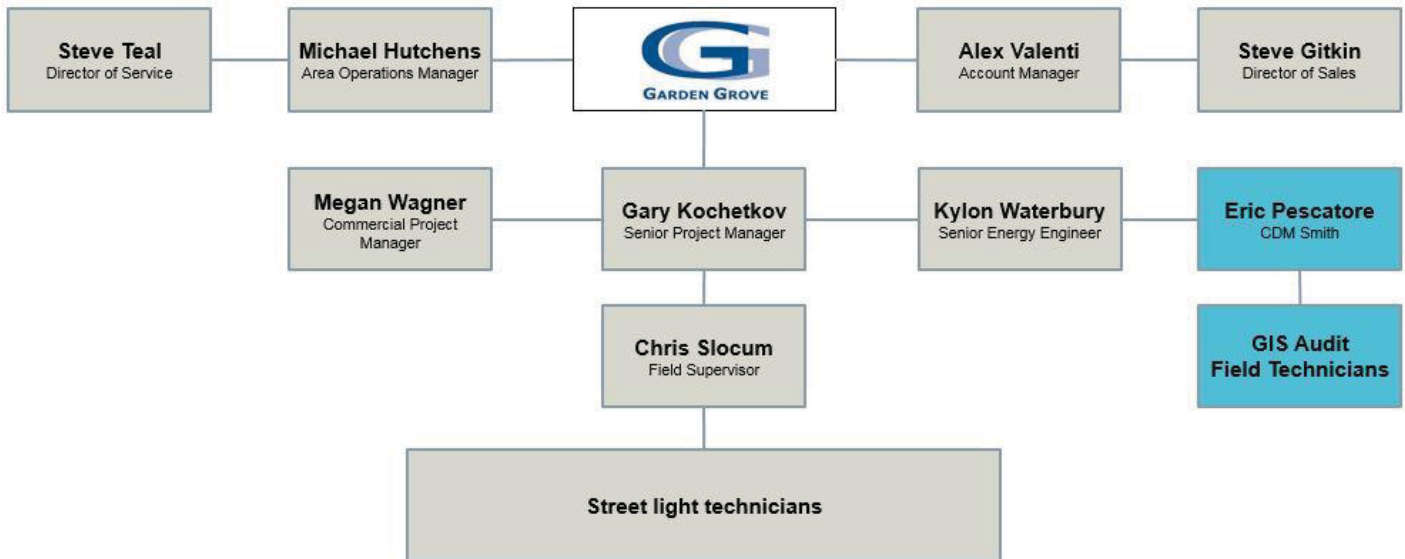 Steve Teal
Director of Service
Michael Hutchens
Area Operations Manager
GARDEN GROVE
Alex Valenti
Account Manager
Steve Gitkin
Director of Sales
Megan Wagner
Commercial Project
Manager
Gary Kochetkov
Senior Project Manager
Kylon Waterbury
Senior Energy Engineer
Eric Pescatore
CDM Smith
Chris Slocum
Field Supervisor
GIS Audit
Field Technicians
Street light technicians